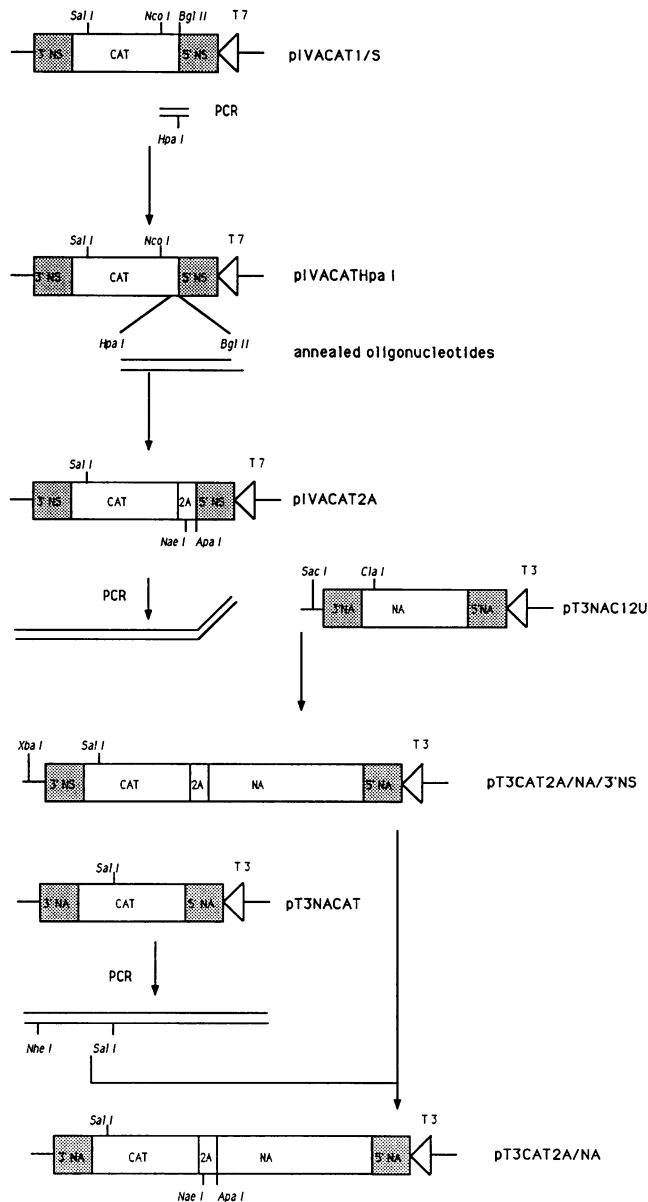 Sal I Nco I Bgl II T7
3' NS CAT 5' NS pIVACAT1/S
PCR
Hpa I
Sal I Nco I T7
3' NS CAT 5' NS pIVACATHpa I
Hpa I Bgl II
annealed oligonucleotides
Sal I T7
3' NS CAT 2A 5' NS pIVACAT2A
Nae I Apa I
PCR
Sac I Cla I T3
3'NA NA 5'NA pT3NAC12U
Xba I Sal I T3
3' NS CAT 2A NA 5' NA pT3CAT2A/NA/3'NS
Sal I T3
3' NA CAT 5' NA pT3NACAT
PCR
Nhe I Sal I
Sal I T3
3' NA CAT 2A NA 5' NA pT3CAT2A/NA
Nae I Apa I